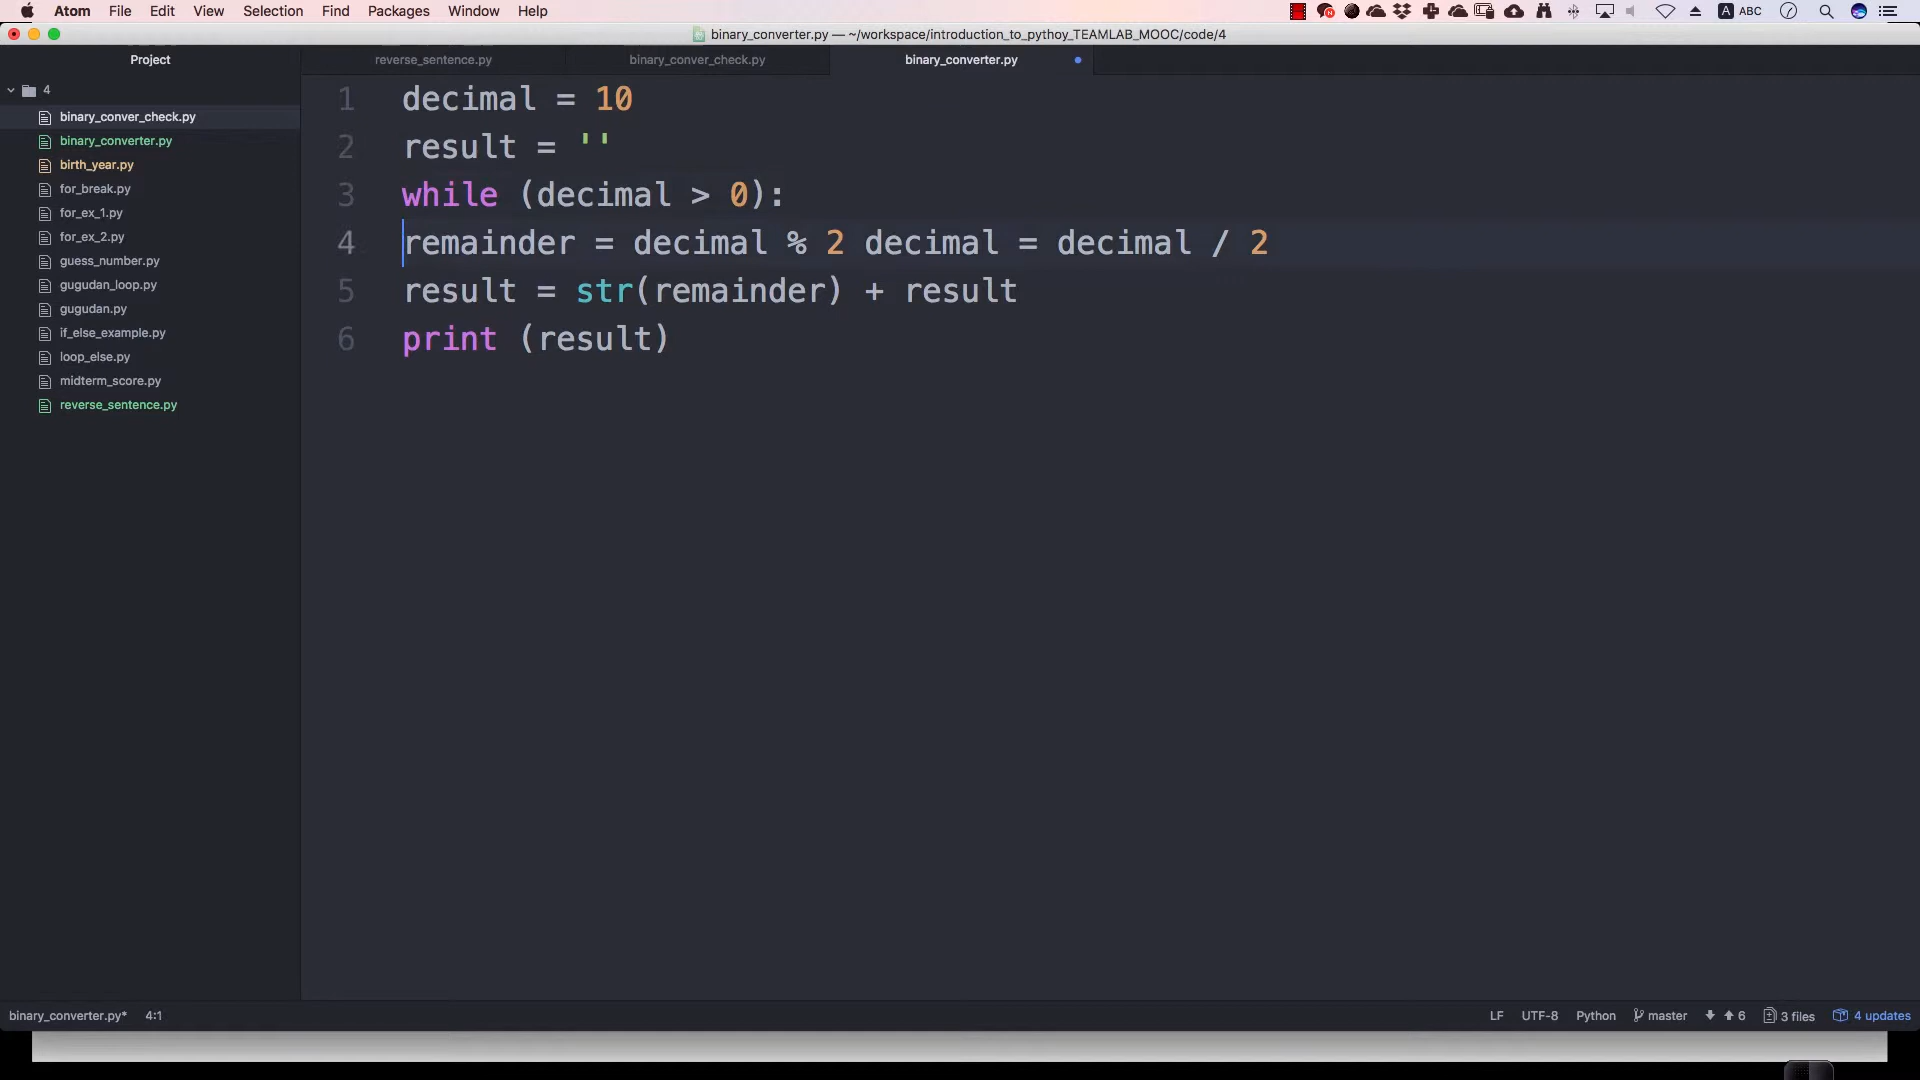 Atom File Edit View Selection Find Packages Window Help A ABC
binary_converter.py — ~/workspace/introduction_to_pythoy_TEAMLAB_MOOC/code/4
Project
reverse_sentence.py binary_conver_check.py binary_converter.py
4
binary_conver_check.py
binary_converter.py
birth_year.py
for_break.py
for_ex_1.py
for_ex_2.py
guess_number.py
gugudan_loop.py
gugudan.py
if_else_example.py
loop_else.py
midterm_score.py
reverse_sentence.py
1 decimal = 10
2 result = ''
3 while (decimal > 0):
4 remainder = decimal % 2 decimal = decimal / 2
5 result = str(remainder) + result
6 print (result)
binary_converter.py* 4:1 LF UTF-8 Python master 6 3 files 4 updates